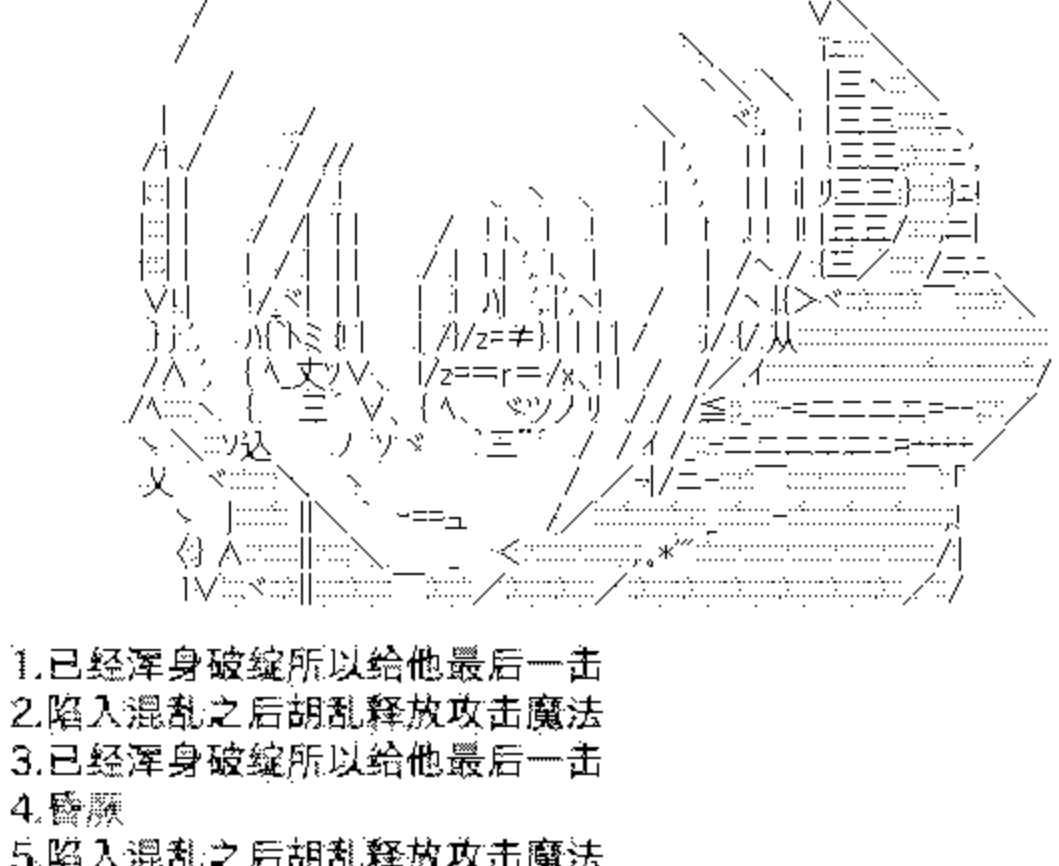 1.已经浑身破绽所以给他最后一击
2.陷入混乱之后胡乱释放攻击魔法
3.已经浑身破绽所以给他最后一击
4.昏厥
5.陷入混乱之后胡乱释放攻击魔法